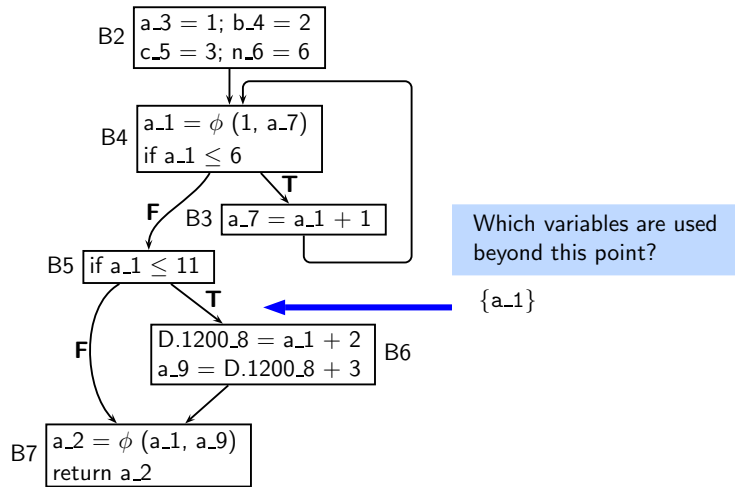 B2
a_3 = 1; b_4 = 2
c_5 = 3; n_6 = 6
B4
a_1 = ϕ (1, a_7)
if a_1 ≤ 6
T
F
B3
a_7 = a_1 + 1
Which variables are used
beyond this point?
B5
if a_1 ≤ 11
{a_1}
T
F
D.1200_8 = a_1 + 2
a_9 = D.1200_8 + 3
B6
B7
a_2 = ϕ (a_1, a_9)
return a_2